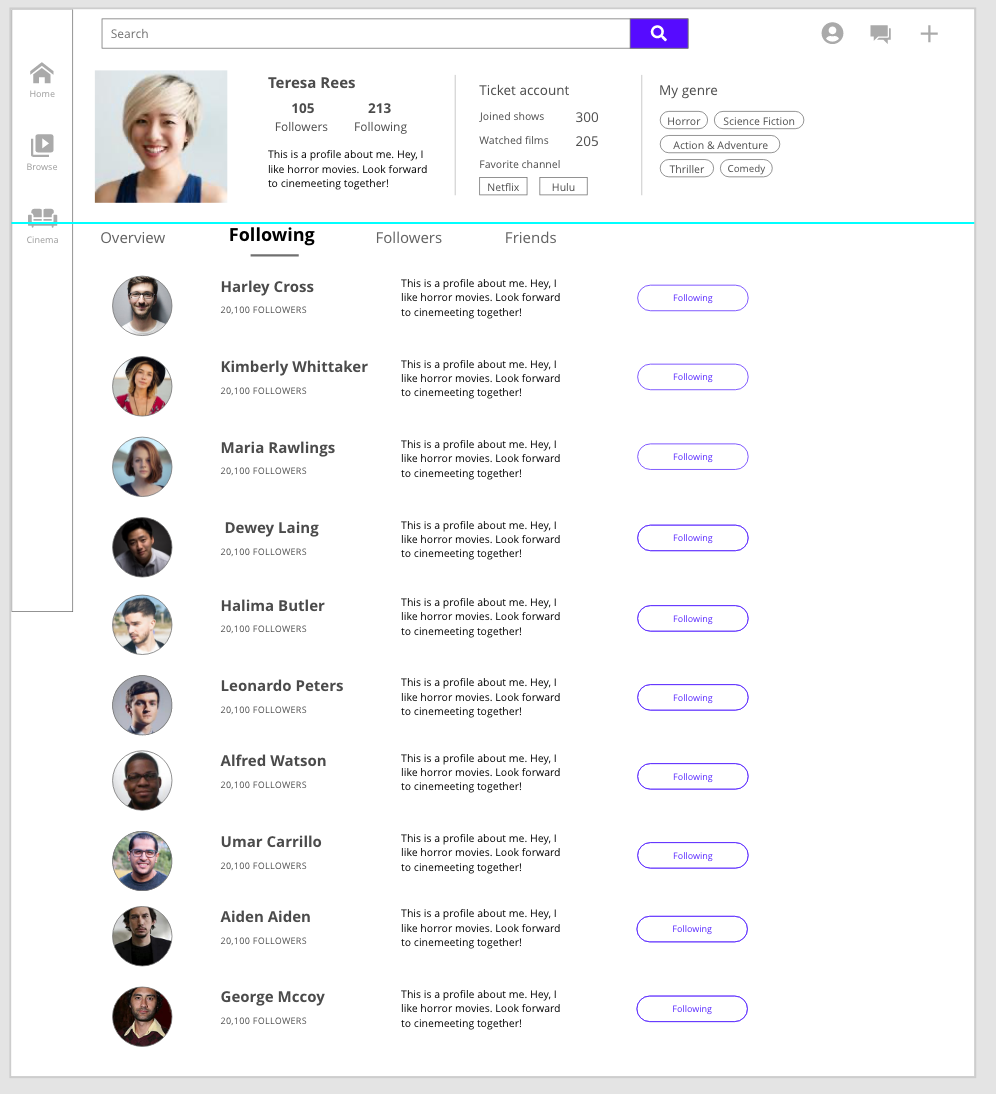 Search
Home
Browse
Cinema
Teresa Rees
105 213
Followers Following
This is a profile about me. Hey, I
like horror movies. Look forward
to cinemeeting together!
Ticket account
Joined shows 300
Watched films 205
Favorite channel
Netflix Hulu
My genre
Horror Science Fiction
Action & Adventure
Thriller Comedy
Overview Following Followers Friends
Harley Cross
20,100 FOLLOWERS
This is a profile about me. Hey, I
like horror movies. Look forward
to cinemeeting together!
Following
Kimberly Whittaker
20,100 FOLLOWERS
This is a profile about me. Hey, I
like horror movies. Look forward
to cinemeeting together!
Following
Maria Rawlings
20,100 FOLLOWERS
This is a profile about me. Hey, I
like horror movies. Look forward
to cinemeeting together!
Following
Dewey Laing
20,100 FOLLOWERS
This is a profile about me. Hey, I
like horror movies. Look forward
to cinemeeting together!
Following
Halima Butler
20,100 FOLLOWERS
This is a profile about me. Hey, I
like horror movies. Look forward
to cinemeeting together!
Following
Leonardo Peters
20,100 FOLLOWERS
This is a profile about me. Hey, I
like horror movies. Look forward
to cinemeeting together!
Following
Alfred Watson
20,100 FOLLOWERS
This is a profile about me. Hey, I
like horror movies. Look forward
to cinemeeting together!
Following
Umar Carrillo
20,100 FOLLOWERS
This is a profile about me. Hey, I
like horror movies. Look forward
to cinemeeting together!
Following
Aiden Aiden
20,100 FOLLOWERS
This is a profile about me. Hey, I
like horror movies. Look forward
to cinemeeting together!
Following
George Mccoy
20,100 FOLLOWERS
This is a profile about me. Hey, I
like horror movies. Look forward
to cinemeeting together!
Following